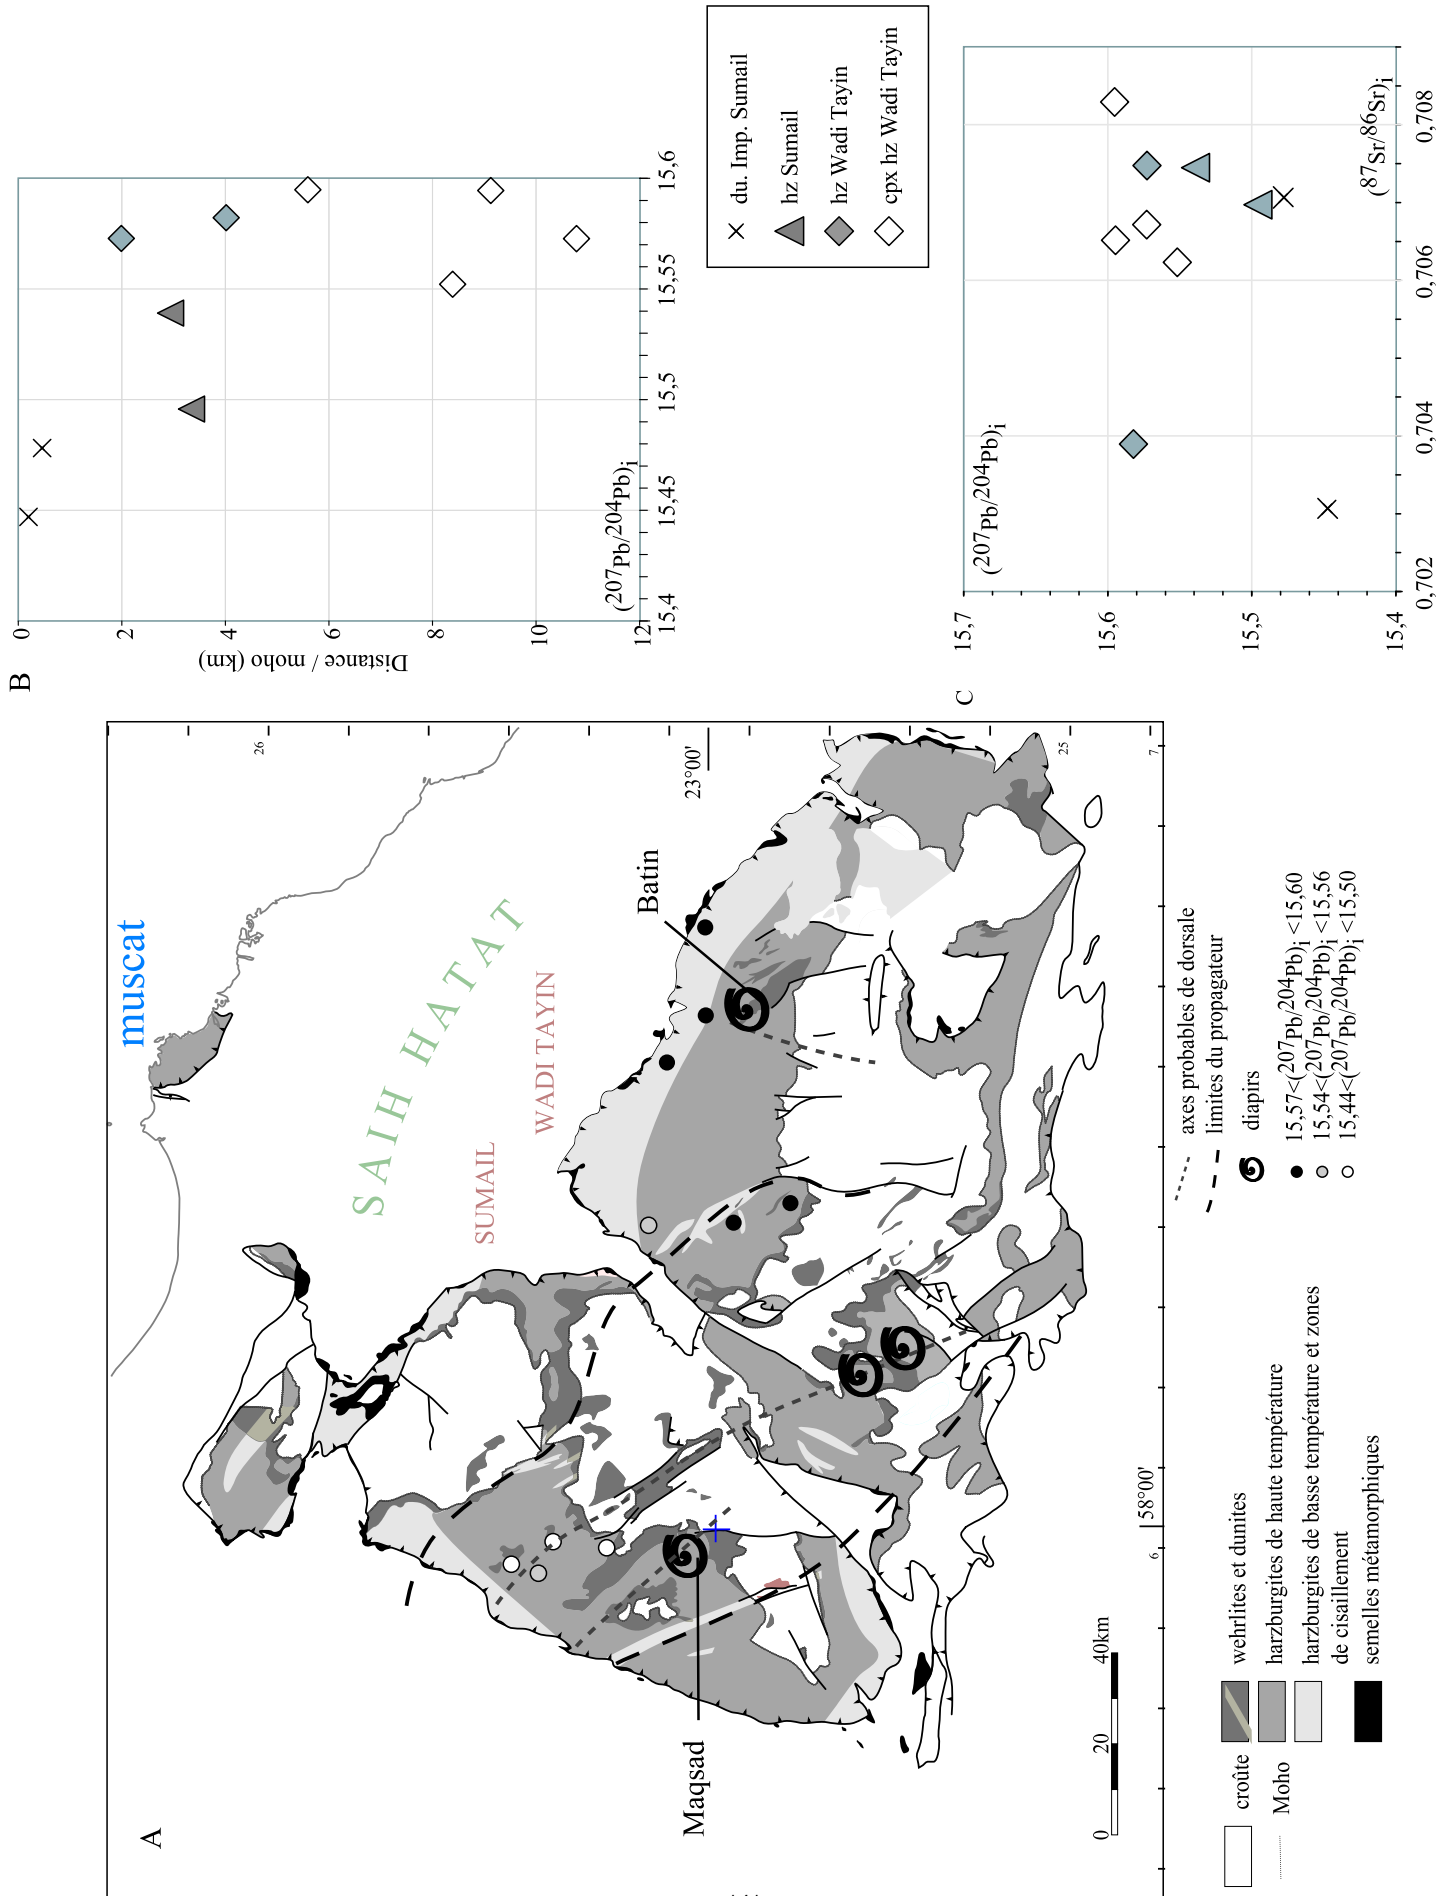 A
muscat
SAIH HATAT
SUMAIL
WADI TAYIN
Batin
Maqsad
23°00'
58°00'
26
25
6
7
0 20 40km
croûte
Moho
wehrlites et dunites
harzburgites de haute température
harzburgites de basse température et zones
de cisaillement
semelles métamorphiques
axes probables de dorsale
limites du propagateur
diapirs
15,57<(207Pb/204Pb)i <15,60
15,54<(207Pb/204Pb)i <15,56
15,44<(207Pb/204Pb)i <15,50
B
0
2
4
6
8
10
12
Distance / moho (km)
(207Pb/204Pb)i
15,4 15,45 15,5 15,55 15,6
du. Imp. Sumail
hz Sumail
hz Wadi Tayin
cpx hz Wadi Tayin
C
(207Pb/204Pb)i
15,7
15,6
15,5
15,4
(87Sr/86Sr)i
0,702 0,704 0,706 0,708